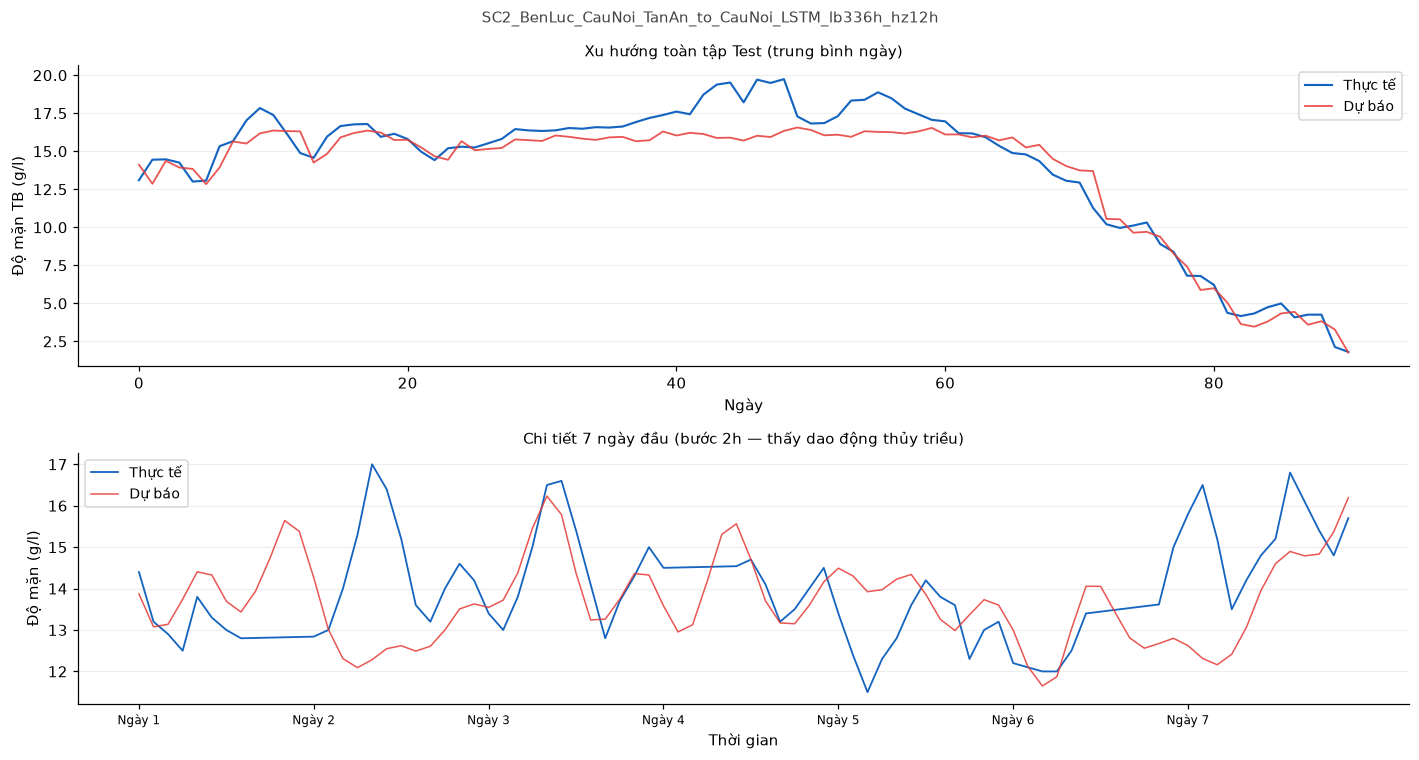 SC2_BenLuc_CauNoi_TanAn_to_CauNoi_LSTM_lb336h_hz12h
Xu hướng toàn tập Test (trung bình ngày)
Độ mặn TB (g/l)
20.0
17.5
15.0
12.5
10.0
7.5
5.0
2.5
Thực tế
Dự báo
0
20
40
60
80
Ngày
Chi tiết 7 ngày đầu (bước 2h — thấy dao động thủy triều)
Độ mặn (g/l)
17
16
15
14
13
12
Thực tế
Dự báo
Ngày 1
Ngày 2
Ngày 3
Ngày 4
Ngày 5
Ngày 6
Ngày 7
Thời gian